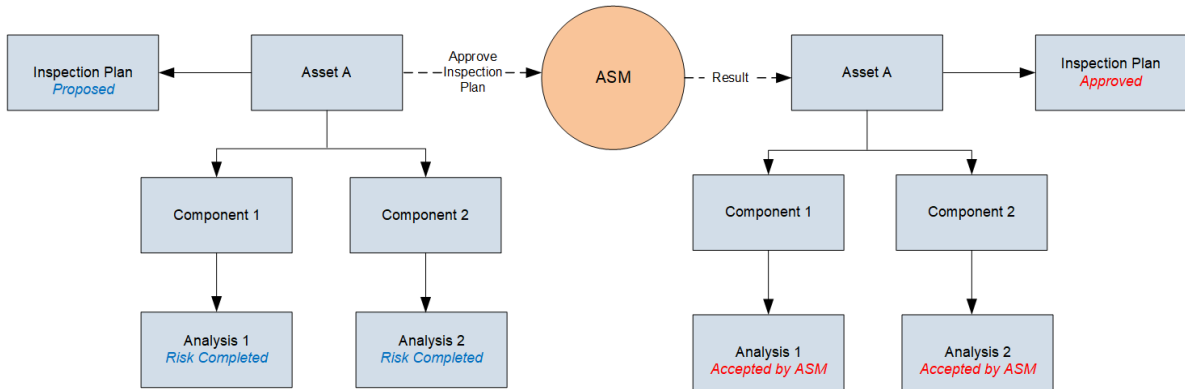 Inspection Plan
Proposed
Asset A
Approve
Inspection
Plan
ASM
Result
Asset A
Inspection Plan
Approved
Component 1
Component 2
Component 1
Component 2
Analysis 1
Risk Completed
Analysis 2
Risk Completed
Analysis 1
Accepted by ASM
Analysis 2
Accepted by ASM